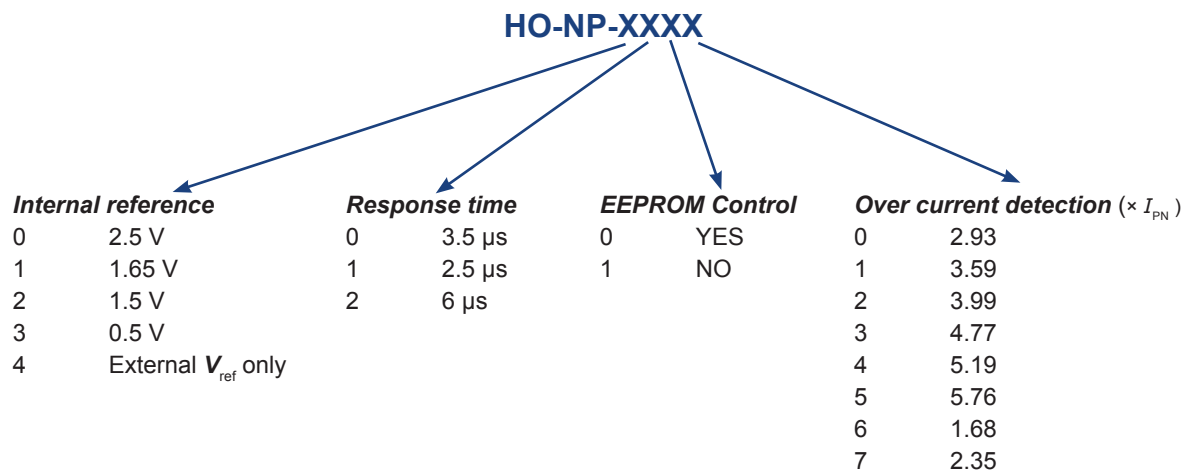 HO-NP-XXXX
Internal reference
0 2.5 V
1 1.65 V
2 1.5 V
3 0.5 V
4 External Vref only
Response time
0 3.5 µs
1 2.5 µs
2 6 µs
EEPROM Control
0 YES
1 NO
Over current detection (× IPN )
0 2.93
1 3.59
2 3.99
3 4.77
4 5.19
5 5.76
6 1.68
7 2.35